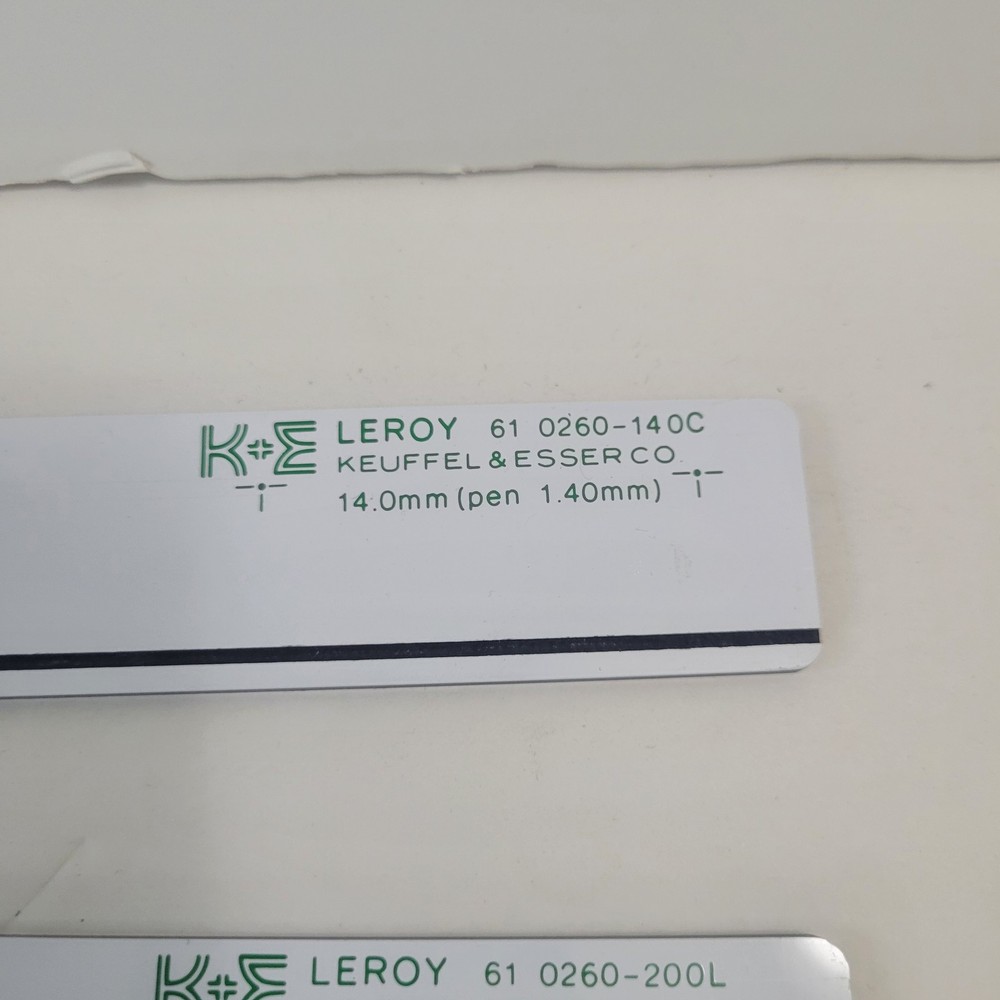 K+E LEROY 61 0260-140C
KEUFFEL & ESSER CO.
14.0mm (pen 1.40mm)
K+E LEROY 61 0260-200L